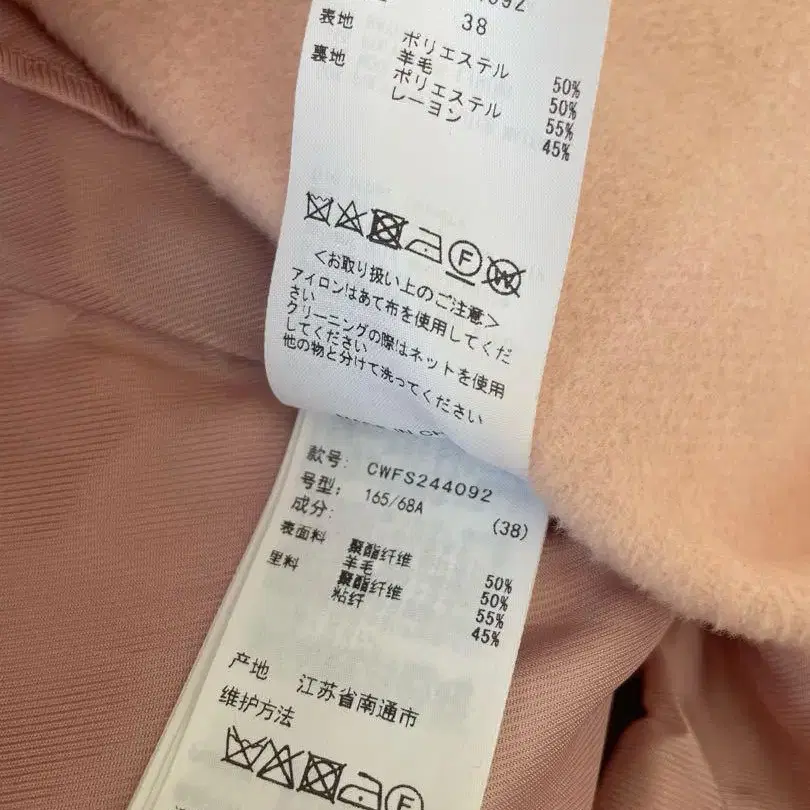 38
表地
ポリエステル 50%
羊毛 50%
裏地
ポリエステル 55%
レーヨン 45%
F
W
<お取り扱い上のご注意>
アイロンはあて布を使用してくだ
さい
クリーニングの際はネットを使用
してください
他の物と分けて洗ってください
款号: CWFS244092
号型: 165/68A (38)
成分:
表面料 聚酯纤维 50%
羊毛 50%
里料 聚酯纤维 55%
粘纤 45%
产地 江苏省南通市
维护方法
F